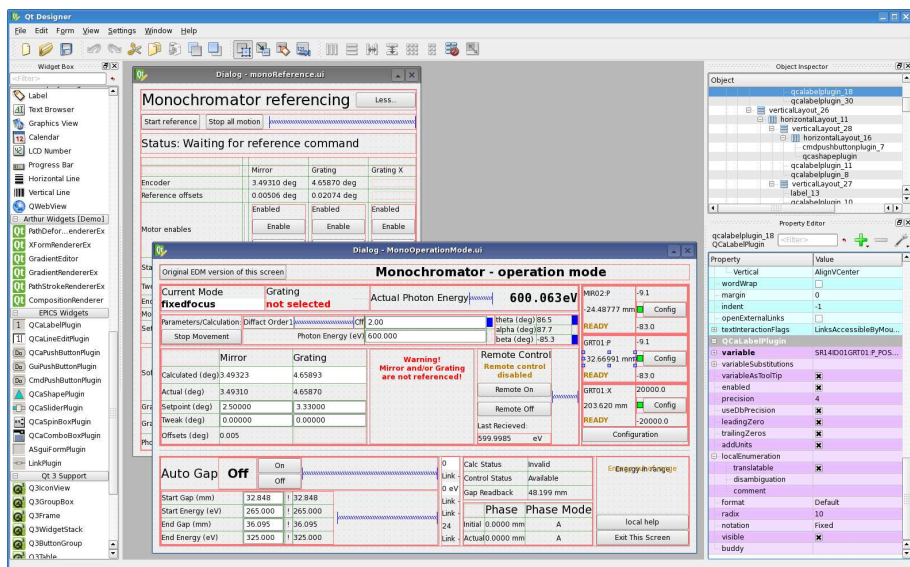 Qt Designer
File Edit Form View Settings Window Help
Widget Box
<Filter>
Label
Text Browser
Graphics View
Calendar
LCD Number
Progress Bar
Horizontal Line
Vertical Line
QWebView
Arthur Widgets [Demo]
PathDefor...endererEx
XFormRendererEx
GradientEditor
GradientRendererEx
PathStrokeRendererEx
CompositionRenderer
EPICS Widgets
QCaLabelPlugin
QCaLineEditPlugin
QCaPushButtonPlugin
GuiPushButtonPlugin
CmdPushButtonPlugin
QCaShapePlugin
QCaSliderPlugin
QCaSpinBoxPlugin
QCaComboBoxPlugin
ASguiFormPlugin
LinkPlugin
Qt 3 Support
Q3IconView
Q3GroupBox
Q3Frame
Q3WidgetStack
Q3ButtonGroup
Q3Table
Dialog - monoReference.ui
Monochromator referencing Less...
Start reference Stop all motion
Status: Waiting for reference command
Mirror Grating Grating X
Encoder 3.49310 deg 4.65870 deg
Reference offsets 0.00506 deg 0.02074 deg
Enabled Enabled Enabled
Motor enables Enable Enable Enable
Dialog - MonoOperationMode.ui
Original EDM version of this screen Monochromator - operation mode
Current Mode Grating
fixedfocus not selected
Actual Photon Energy 600.063eV
Parameters/Calculation: Diffact Order1 Cff 2.00
Stop Movement Photon Energy (eV) 600.000
theta (deg) 86.5
alpha (deg) 87.7
beta (deg) -85.3
Mirror Grating
Calculated (deg) 3.49323 4.65893
Actual (deg) 3.49310 4.65870
Setpoint (deg) 2.50000 3.33000
Tweak (deg) 0.00000 0.00000
Offsets (deg) 0.005
Warning!
Mirror and/or Grating
are not referenced!
Remote Control
Remote control
disabled
Remote On
Remote Off
Last Recieved:
599.9985 eV
MIR02:P -9.1
-24.48777 mm Config
READY -83.0
GRT01:P -9.1
32.66991 mm Config
READY -83.0
GRT01:X 20000.0
203.620 mm Config
READY -20000.0
Configuration
Auto Gap Off On
Off
Start Gap (mm) 32.848 ! 32.848
Start Energy (eV) 265.000 ! 265.000
End Gap (mm) 36.095 ! 36.095
End Energy (eV) 325.000 ! 325.000
0
Link -
0 eV
Link -
Link -
24
Link -
Calc Status Invalid
Control Status Available
Gap Readback 48.199 mm
Phase Phase Mode
Initial 0.0000 mm A
Actual 0.0000 mm A
local help
Exit This Screen
Object Inspector
Object
qcalabelplugin_18
qcalabelplugin_30
verticalLayout_26
horizontalLayout_11
verticalLayout_28
horizontalLayout_16
cmdpushbuttonplugin_7
qcashapeplugin
qcalabelplugin_11
qcalabelplugin_8
verticalLayout_27
label_13
qcalabelplugin_10
Property Editor
qcalabelplugin_18
QCaLabelPlugin
<Filter>
Property Value
Vertical AlignVCenter
wordWrap
margin 0
indent -1
openExternalLinks
textInteractionFlags LinksAccessibleByMou...
QCaLabelPlugin
variable SR14ID01GRT01:P_POS...
variableSubstitutions
variableAsToolTip
enabled
precision 4
useDbPrecision
leadingZero
trailingZeros
addUnits
localEnumeration
translatable
disambiguation
comment
format Default
radix 10
notation Fixed
visible
buddy